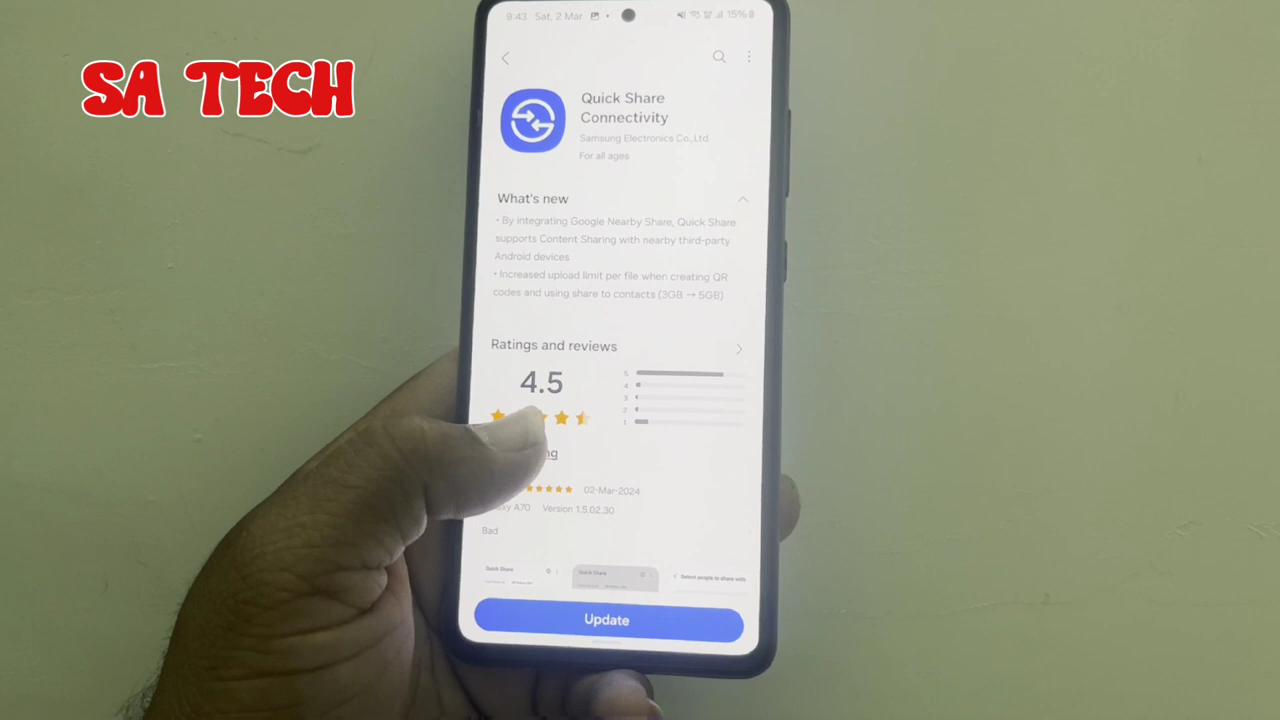 SA TECH
9:43 Sat, 2 Mar
15%
Quick Share
Connectivity
Samsung Electronics Co.,Ltd.
For all ages
What's new
• By integrating Google Nearby Share, Quick Share
supports Content Sharing with nearby third-party
Android devices
• Increased upload limit per file when creating QR
codes and using share to contacts (3GB → 5GB)
Ratings and reviews
4.5
5
4
3
2
1
02-Mar-2024
A70 Version 1.5.02.30
Bad
Quick Share
Quick Share
Select people to share with
Update